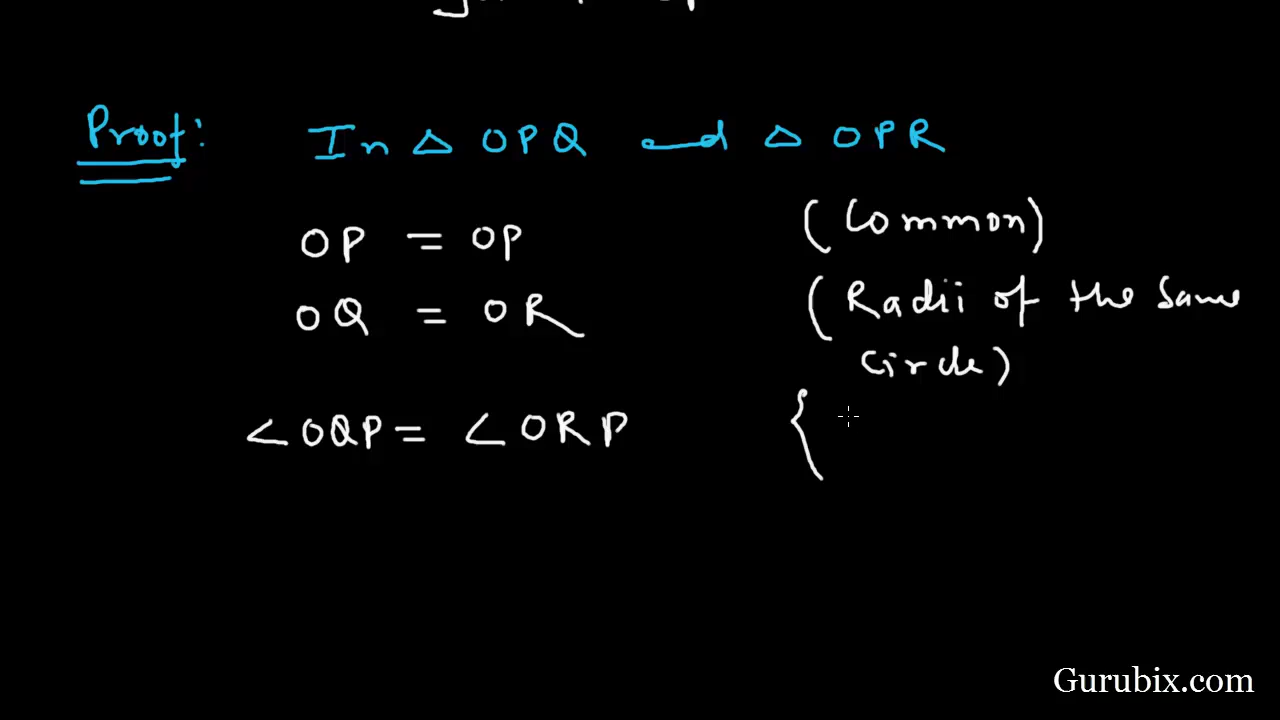 Proof: In △ OPQ and △ OPR
OP = OP (Common)
OQ = OR (Radii of the same
circle)
∠OQP = ∠ORP {
Gurubix.com